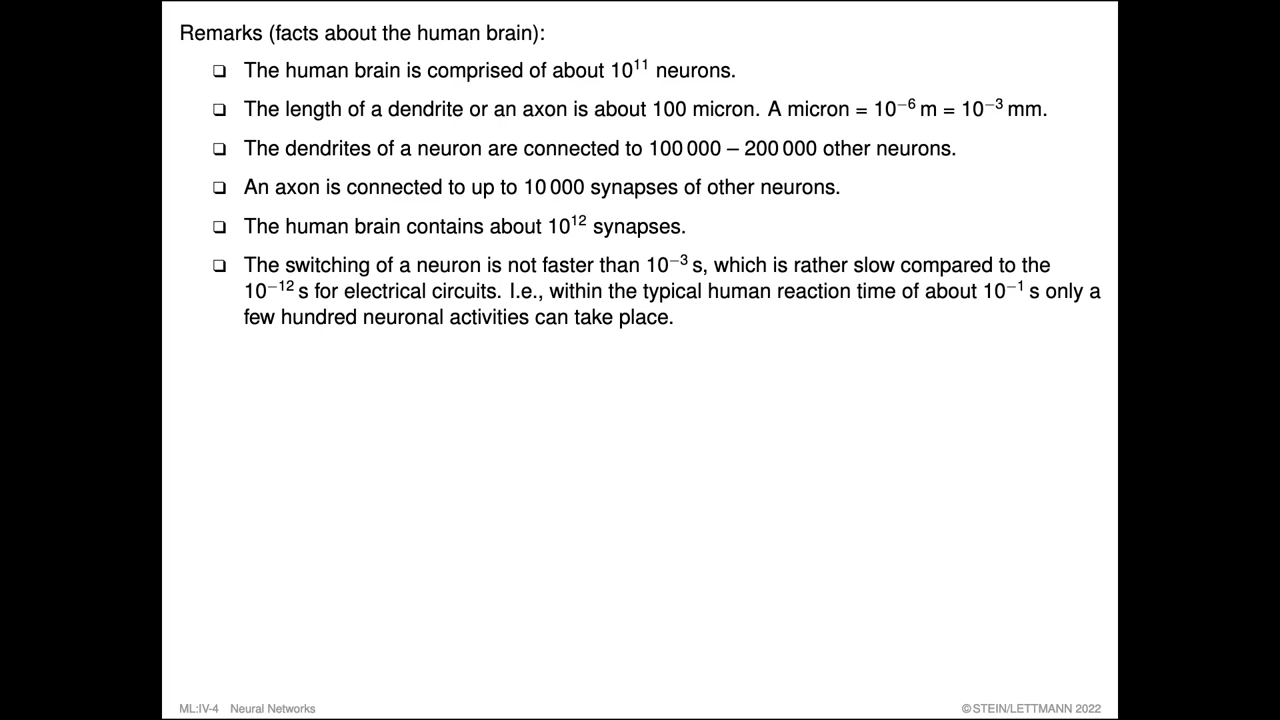 Remarks (facts about the human brain):
❑ The human brain is comprised of about 10¹¹ neurons.
❑ The length of a dendrite or an axon is about 100 micron. A micron = 10⁻⁶ m = 10⁻³ mm.
❑ The dendrites of a neuron are connected to 100 000 – 200 000 other neurons.
❑ An axon is connected to up to 10 000 synapses of other neurons.
❑ The human brain contains about 10¹² synapses.
❑ The switching of a neuron is not faster than 10⁻³ s, which is rather slow compared to the
10⁻¹² s for electrical circuits. I.e., within the typical human reaction time of about 10⁻¹ s only a
few hundred neuronal activities can take place.
ML:IV-4 Neural Networks ©STEIN/LETTMANN 2022